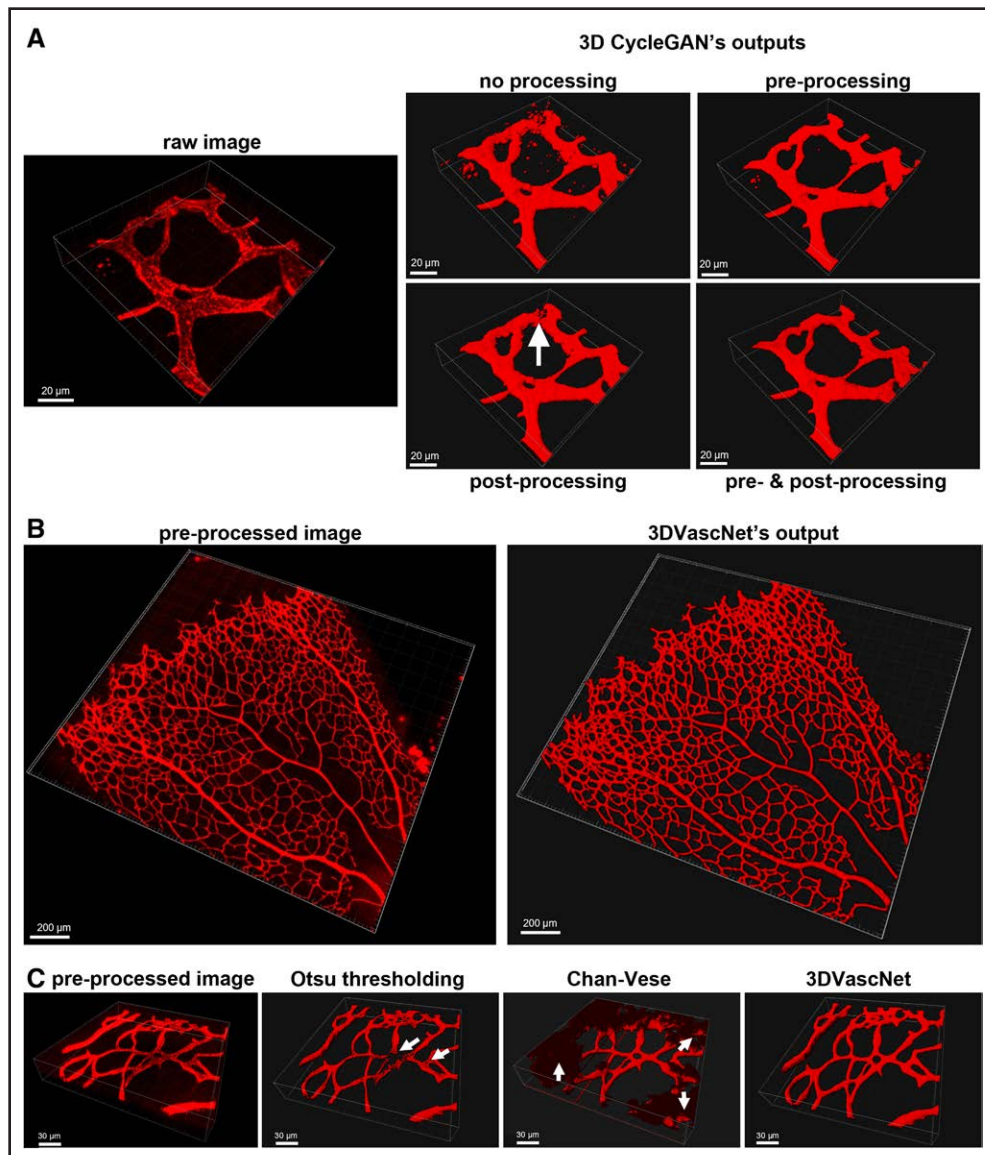 A
3D CycleGAN's outputs
no processing
pre-processing
raw image
20 µm
20 µm
20 µm
20 µm
20 µm
post-processing
pre- & post-processing
B
pre-processed image
3DVascNet's output
200 µm
200 µm
C
pre-processed image
Otsu thresholding
Chan-Vese
3DVascNet
30 µm
30 µm
30 µm
30 µm